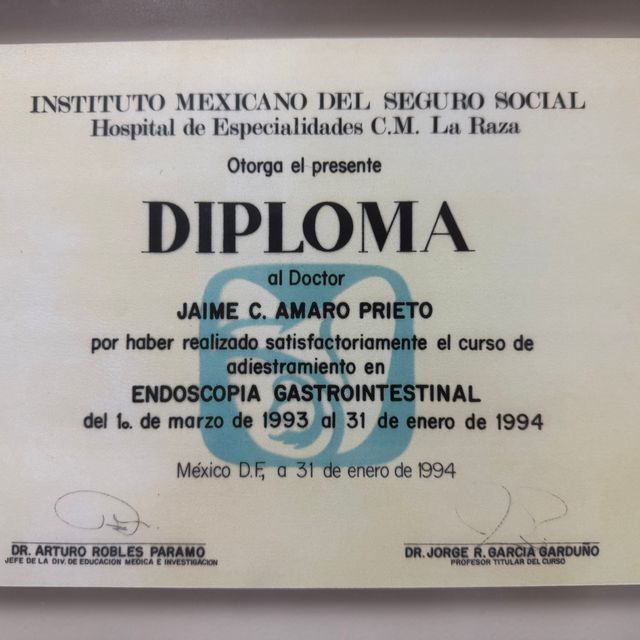 INSTITUTO MEXICANO DEL SEGURO SOCIAL
Hospital de Especialidades C.M. La Raza
Otorga el presente
DIPLOMA
al Doctor
JAIME C. AMARO PRIETO
por haber realizado satisfactoriamente el curso de
adiestramiento en
ENDOSCOPIA GASTROINTESTINAL
del 1o. de marzo de 1993 al 31 de enero de 1994
México D.F., a 31 de enero de 1994
DR. ARTURO ROBLES PARAMO
JEFE DE LA DIV. DE EDUCACION MEDICA E INVESTIGACION
DR. JORGE R. GARCIA GARDUÑO
PROFESOR TITULAR DEL CURSO